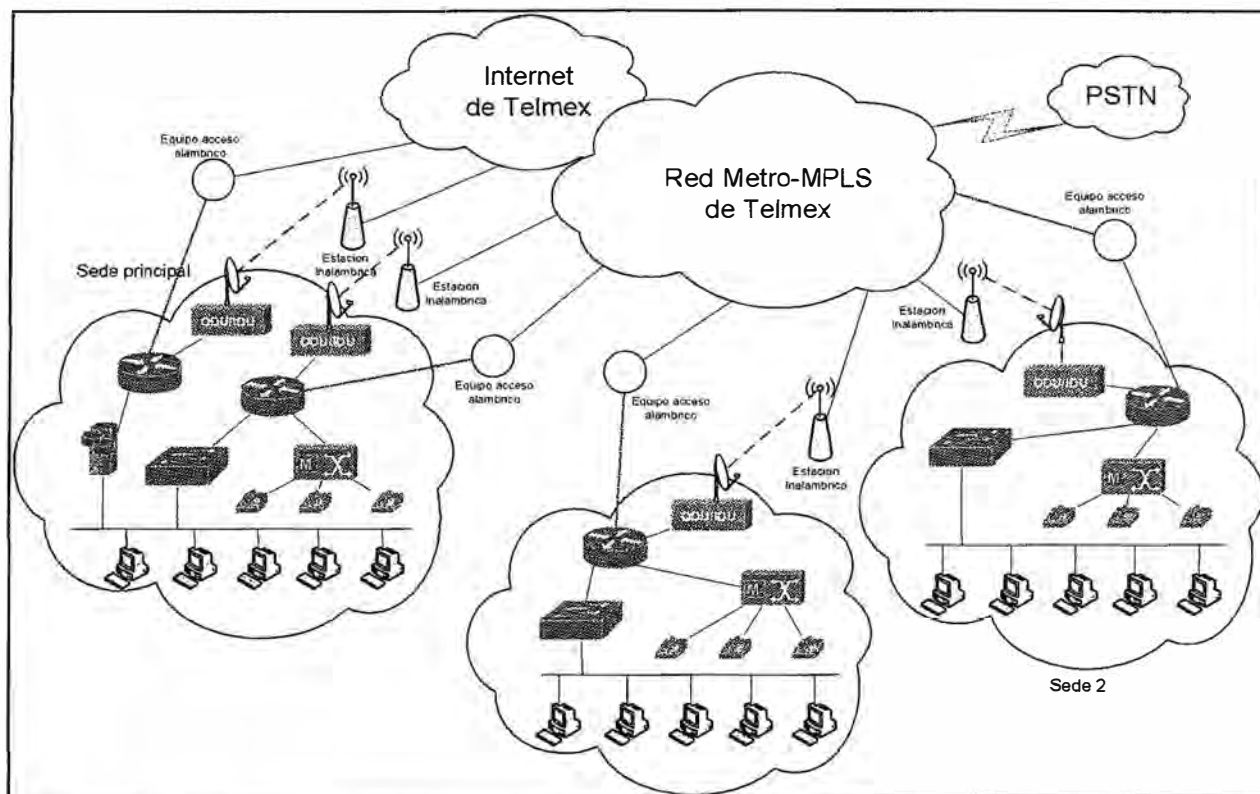 Internet
de Telmex
PSTN
Red Metro-MPLS
de Telmex
Equipo acceso
alambrico
Equipo acceso
alambrico
Sede principal
Estacion
Inalambrica
Estacion
Inalambrica
Estacion
Inalambrica
ODU/IDU
ODU/IDU
ODU/IDU
Equipo acceso
alambrico
Equipo acceso
alambrico
Estacion
Inalambrica
M
M
ODU/IDU
M
Sede 2